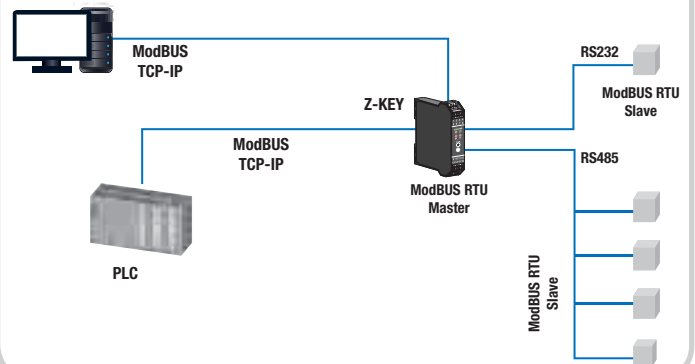 ModBUS
TCP-IP
RS232
ModBUS RTU
Slave
Z-KEY
ModBUS
TCP-IP
RS485
ModBUS RTU
Master
PLC
ModBUS RTU
Slave